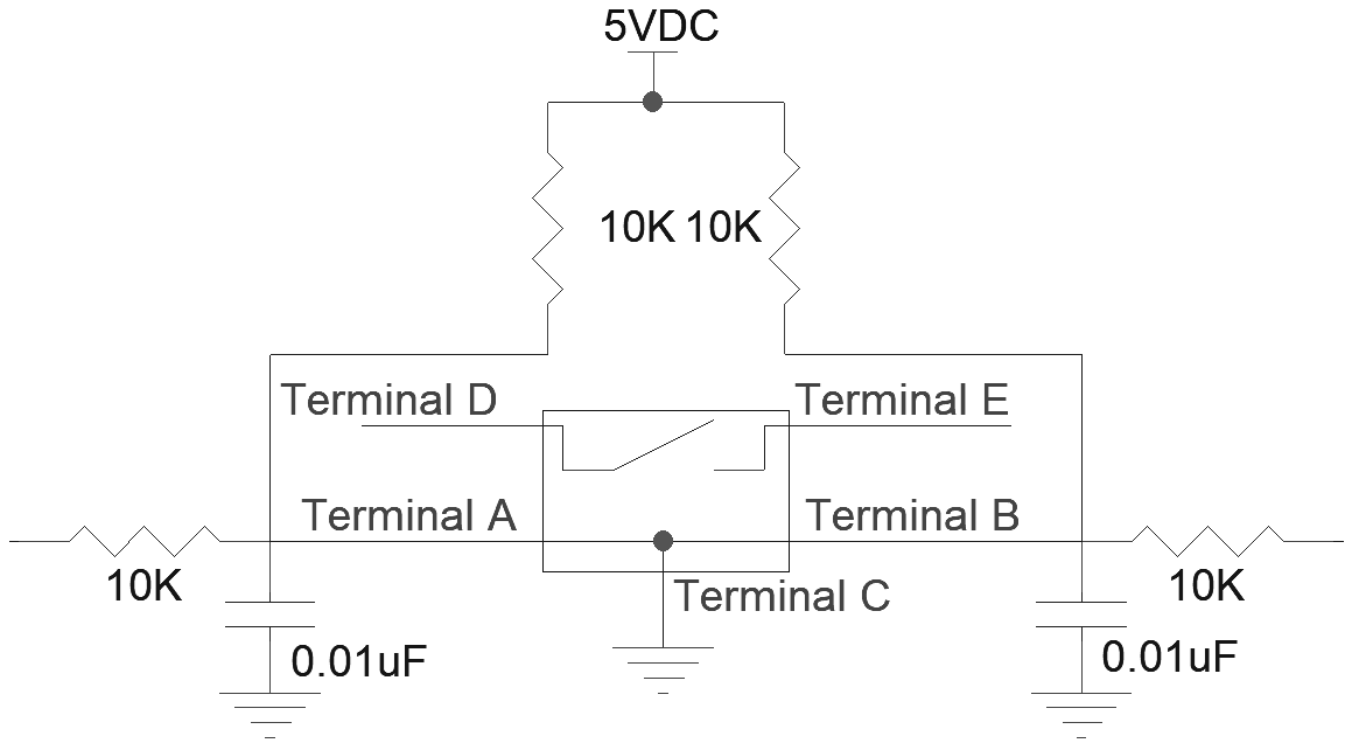 5VDC
10K 10K
Terminal D
Terminal E
Terminal A
Terminal B
10K
Terminal C
10K
0.01uF
0.01uF